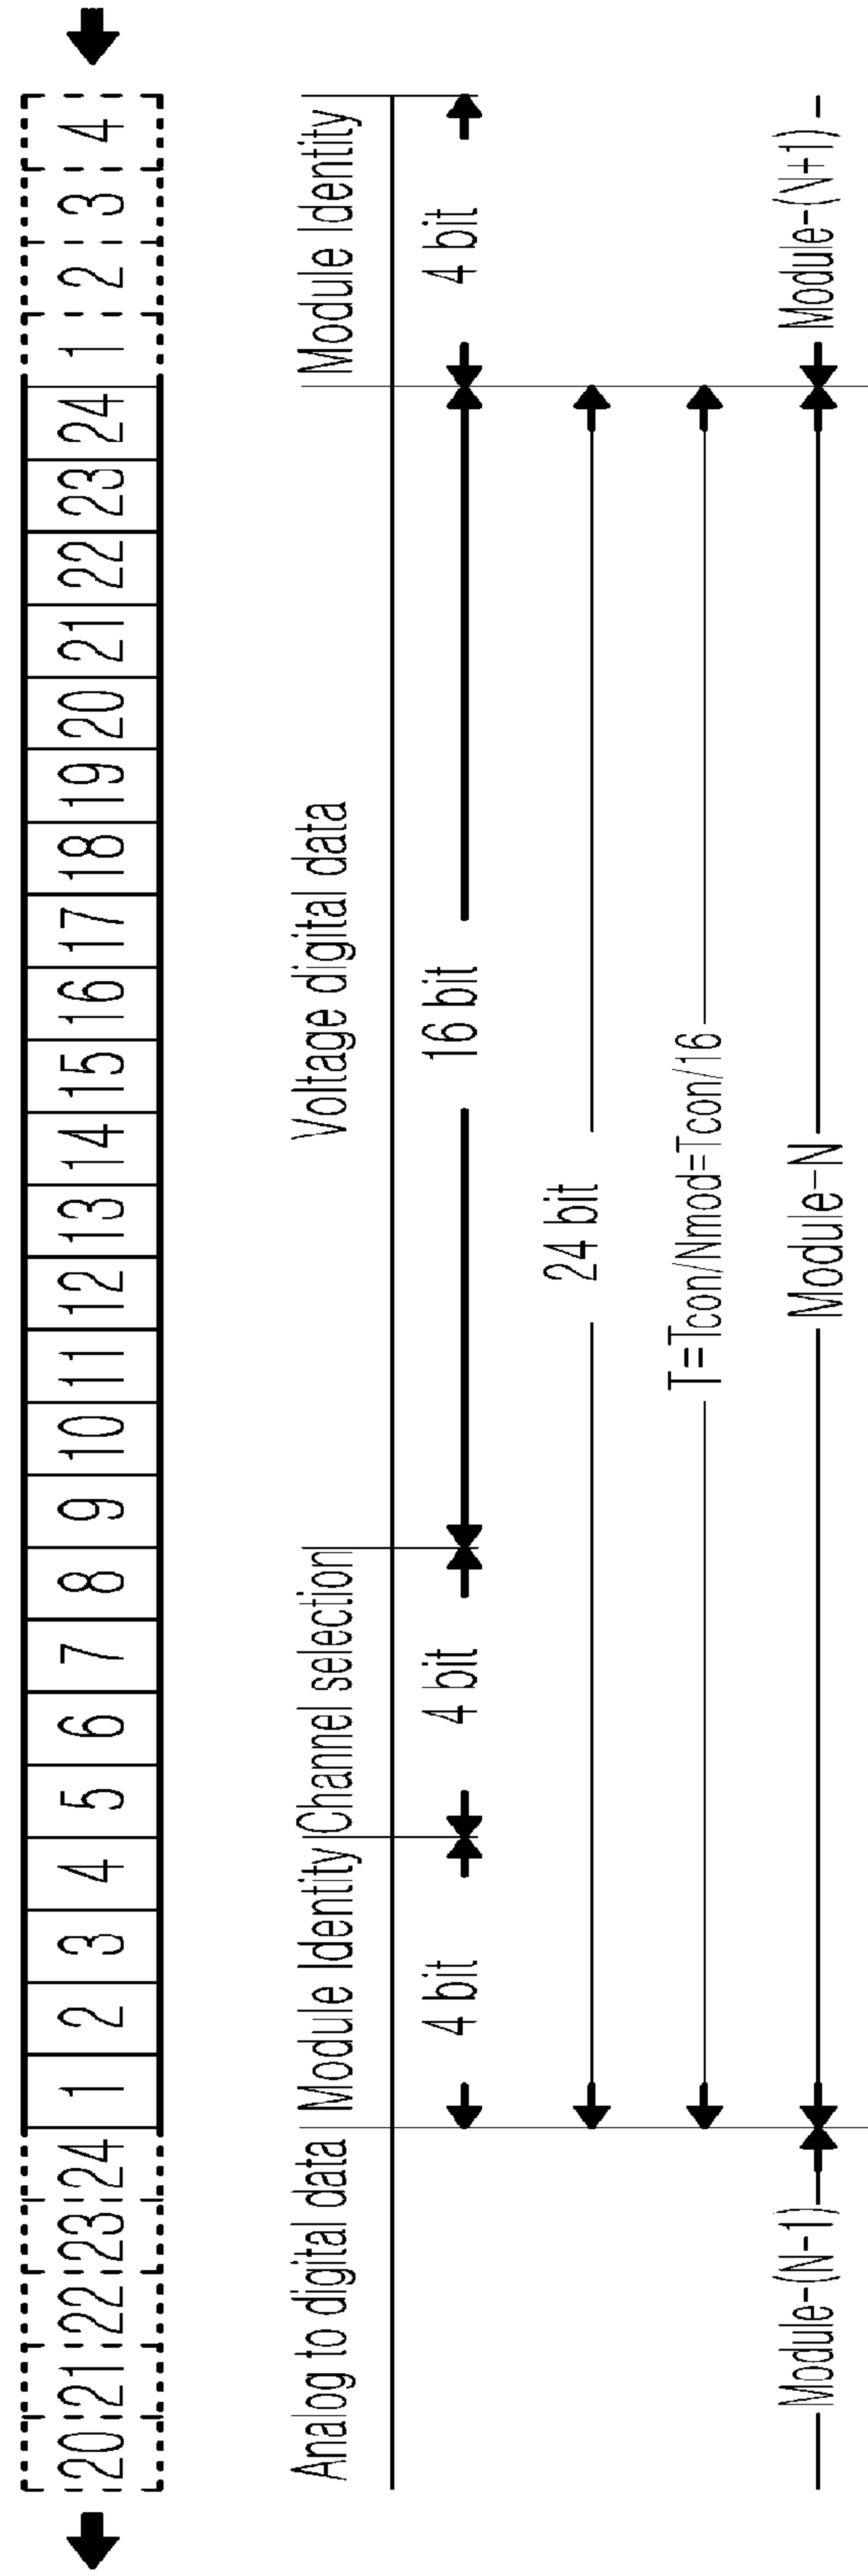 20 21 22 23 24 1 2 3 4 5 6 7 8 9 10 11 12 13 14 15 16 17 18 19 20 21 22 23 24 1 2 3 4
Analog to digital data Module Identity Channel selection Voltage digital data Module Identity
4 bit 4 bit 16 bit 4 bit
24 bit
T=Tcon/Nmod=Tcon/16
Module-(N-1) Module-N Module-(N+1)